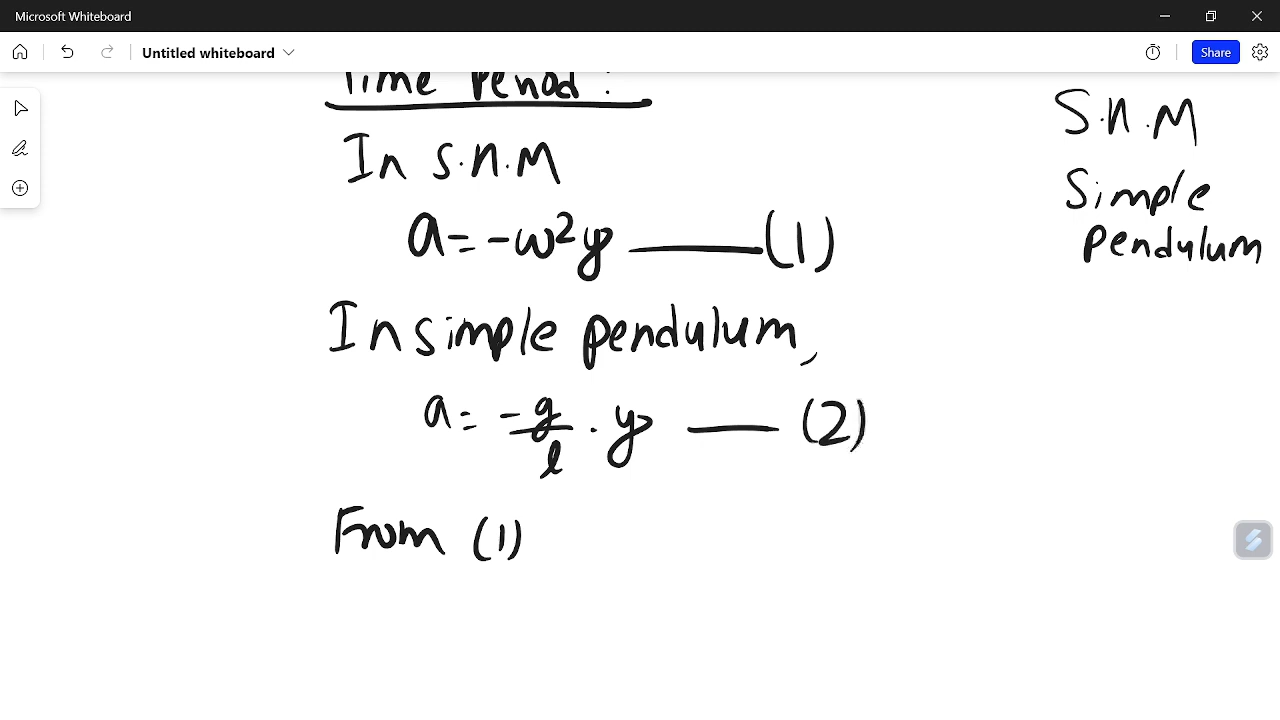 Microsoft Whiteboard
Untitled whiteboard
Share
Time Period :
In S.H.M
a = -ω²y ——— (1)
In simple pendulum,
a = -g/l . y —— (2)
From (1)
S.H.M
Simple
pendulum